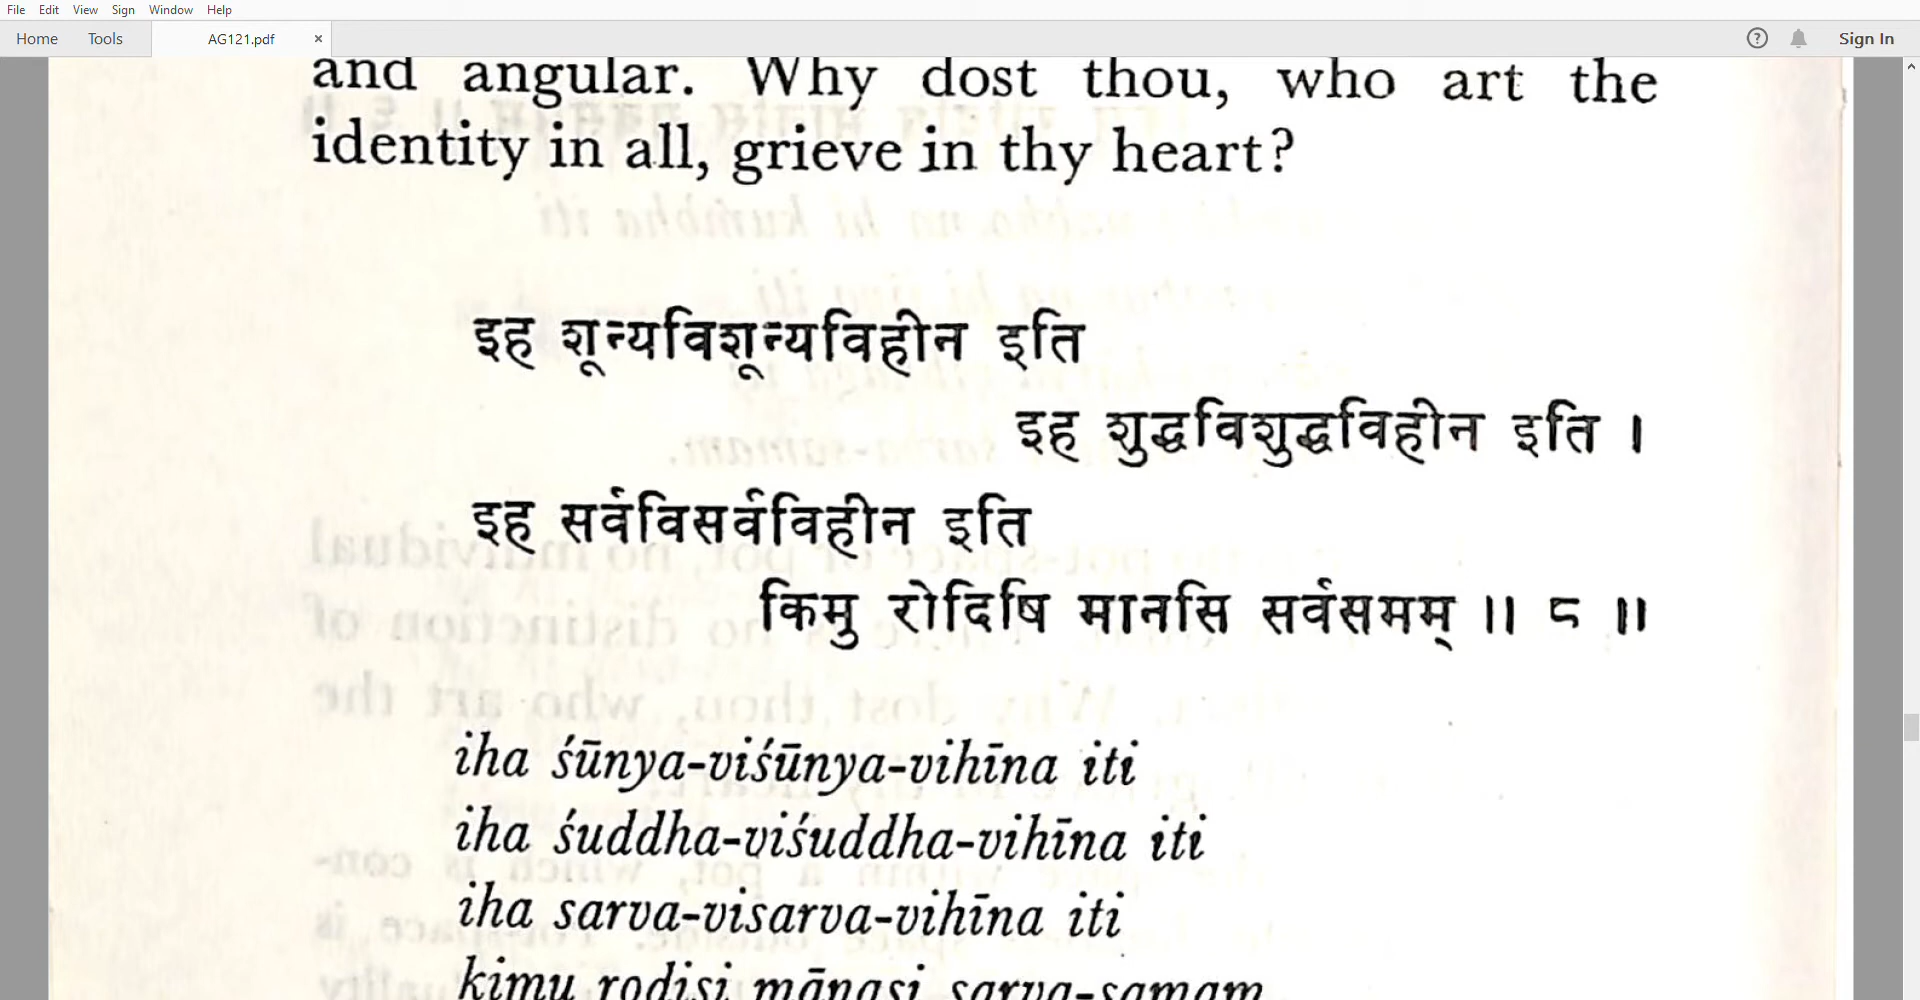 File Edit View Sign Window Help
Home Tools AG121.pdf × ? Sign In
and angular. Why dost thou, who art the
identity in all, grieve in thy heart?
इह शून्यविशून्यविहीन इति
इह शुद्धविशुद्धविहीन इति ।
इह सर्वविसर्वविहीन इति
किमु रोदिषि मानसि सर्वसमम् ॥ ८ ॥
iha śūnya-viśūnya-vihīna iti
iha śuddha-viśuddha-vihīna iti
iha sarva-visarva-vihīna iti
kimu rodiṣi mānasi sarva-samam